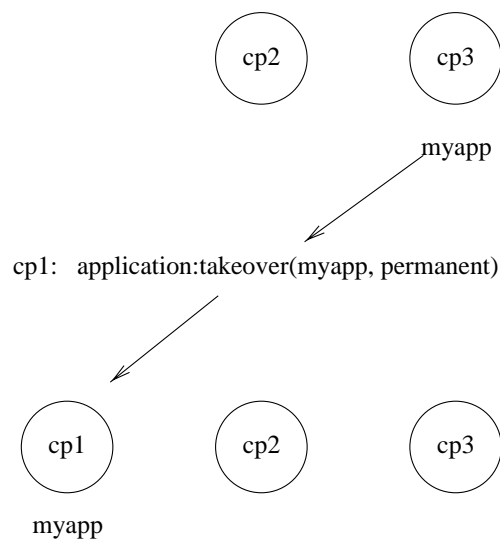 cp2 cp3
myapp
cp1: application:takeover(myapp, permanent)
cp1 cp2 cp3
myapp